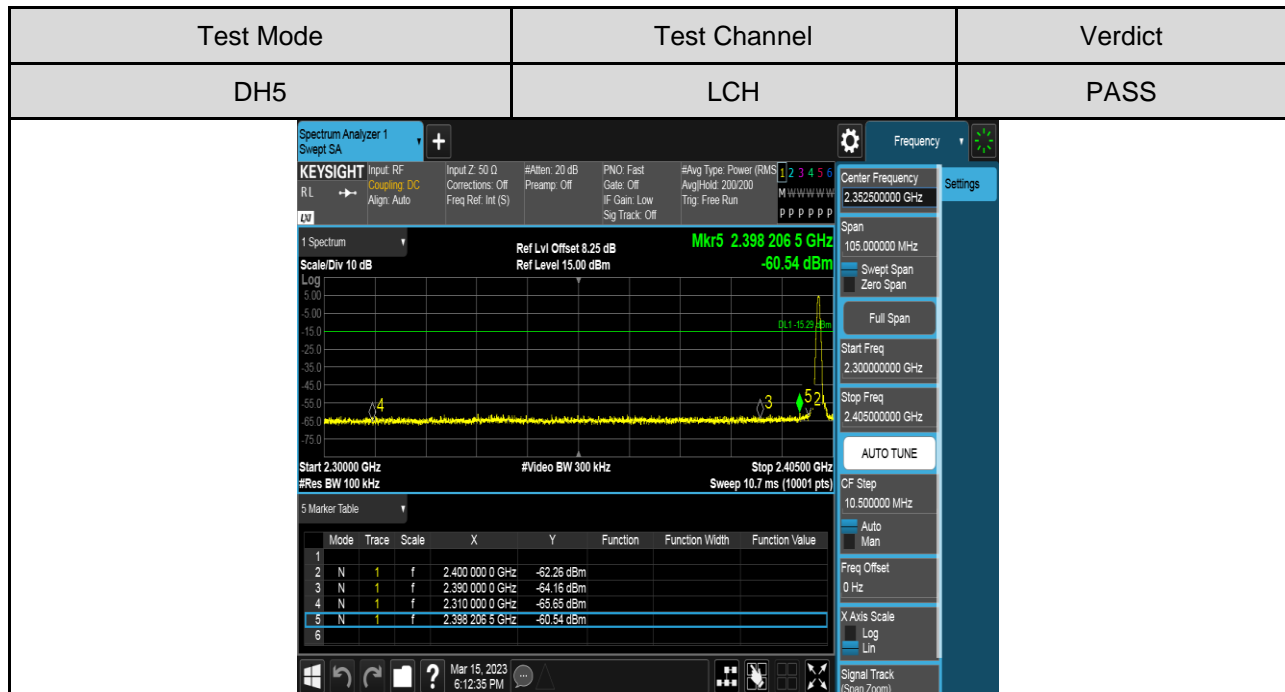 Test Mode Test Channel Verdict
DH5 LCH PASS
Spectrum Analyzer 1
Swept SA
+
Frequency
KEYSIGHT Input: RF Input Z: 50 Ω #Atten: 20 dB PNO: Fast #Avg Type: Power (RMS 1 2 3 4 5 6
RL Coupling: DC Corrections: Off Preamp: Off Gate: Off Avg|Hold: 200/200 M W W W W W
Align: Auto Freq Ref: Int (S) IF Gain: Low Trig: Free Run
LXI Sig Track: Off P P P P P P
Center Frequency
2.352500000 GHz
Settings
1 Spectrum
Ref Lvl Offset 8.25 dB
Mkr5 2.398 206 5 GHz
Scale/Div 10 dB Ref Level 15.00 dBm -60.54 dBm
Log
5.00
-5.00
-15.0
DL1 -15.29 dBm
-25.0
-35.0
-45.0
-55.0
-65.0
-75.0
4
3
5
2
Start 2.30000 GHz #Video BW 300 kHz Stop 2.40500 GHz
#Res BW 100 kHz Sweep 10.7 ms (10001 pts)
Span
105.000000 MHz
Swept Span
Zero Span
Full Span
Start Freq
2.300000000 GHz
Stop Freq
2.405000000 GHz
AUTO TUNE
CF Step
10.500000 MHz
Auto
Man
Freq Offset
0 Hz
X Axis Scale
Log
Lin
Signal Track
(Span Zoom)
5 Marker Table
Mode Trace Scale X Y Function Function Width Function Value
1
2 N 1 f 2.400 000 0 GHz -62.26 dBm
3 N 1 f 2.390 000 0 GHz -64.16 dBm
4 N 1 f 2.310 000 0 GHz -65.65 dBm
5 N 1 f 2.398 206 5 GHz -60.54 dBm
6
? Mar 15, 2023
6:12:35 PM